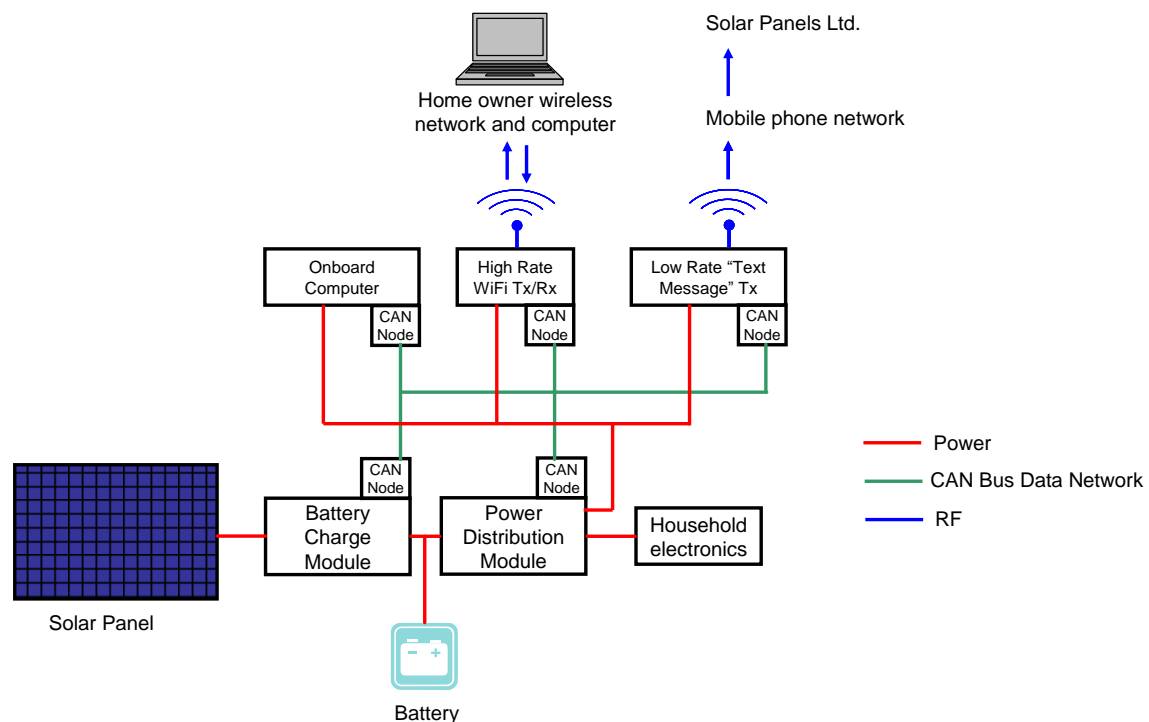 Solar Panels Ltd.
Home owner wireless
network and computer
Mobile phone network
Onboard
Computer
CAN
Node
High Rate
WiFi Tx/Rx
CAN
Node
Low Rate “Text
Message” Tx
CAN
Node
Power
CAN Bus Data Network
RF
Solar Panel
CAN
Node
Battery
Charge
Module
CAN
Node
Power
Distribution
Module
Household
electronics
Battery